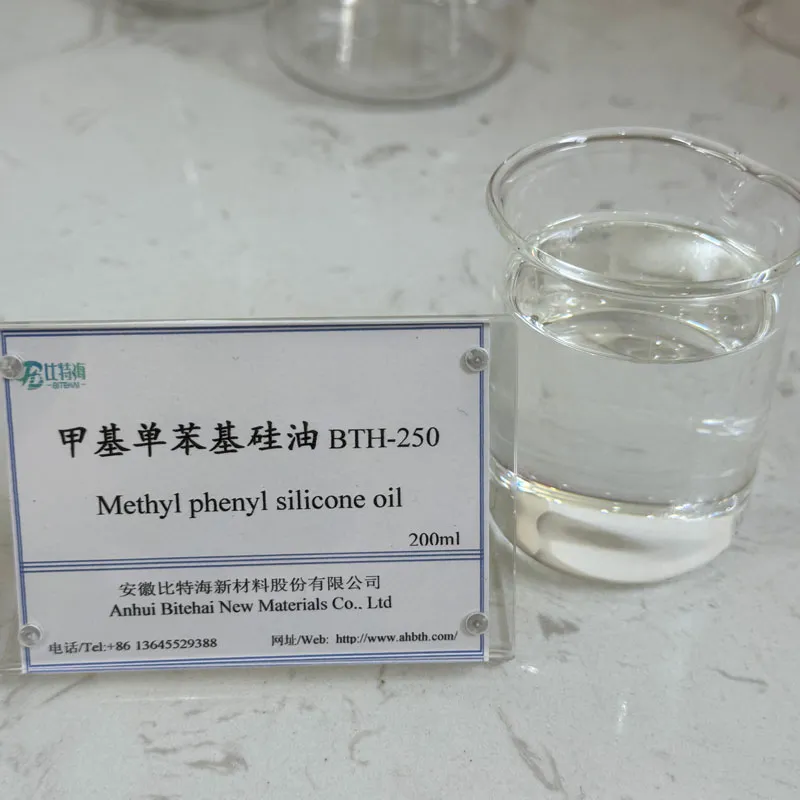 比特海
BITEHAI
甲基单苯基硅油 BTH-250
Methyl phenyl silicone oil
200ml
安徽比特海新材料股份有限公司
Anhui Bitehai New Materials Co.. Ltd
电话/Tel:+86 13645529388 网址/Web: http://www.ahbth.com/